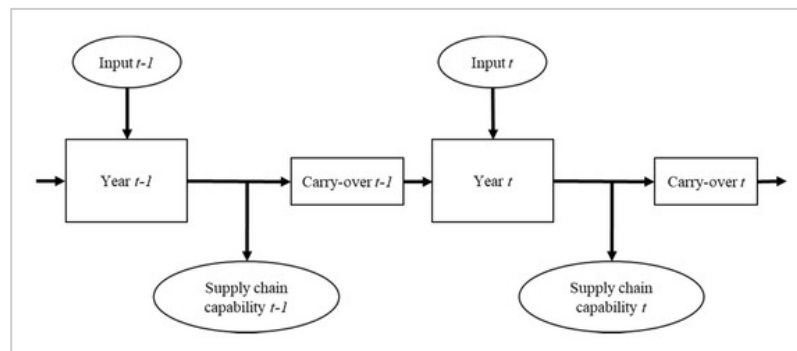 Input t-1
Input t
Year t-1
Carry-over t-1
Year t
Carry-over t
Supply chain
capability t-1
Supply chain
capability t